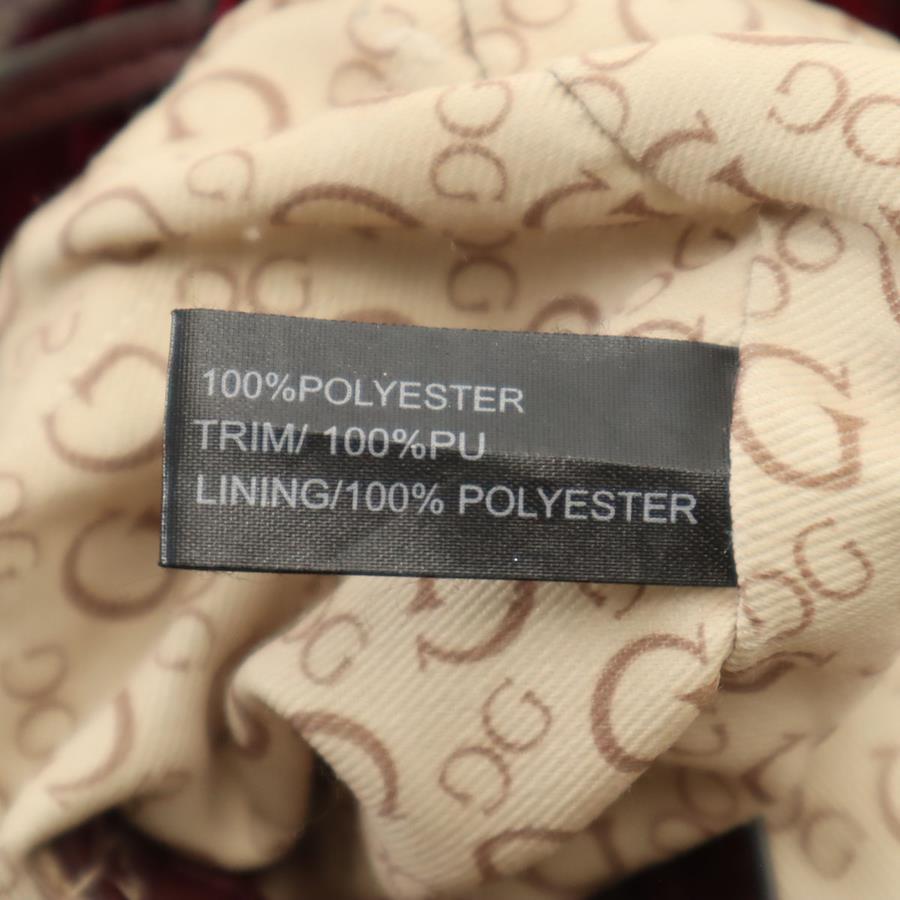 100%POLYESTER
TRIM/ 100%PU
LINING/100% POLYESTER